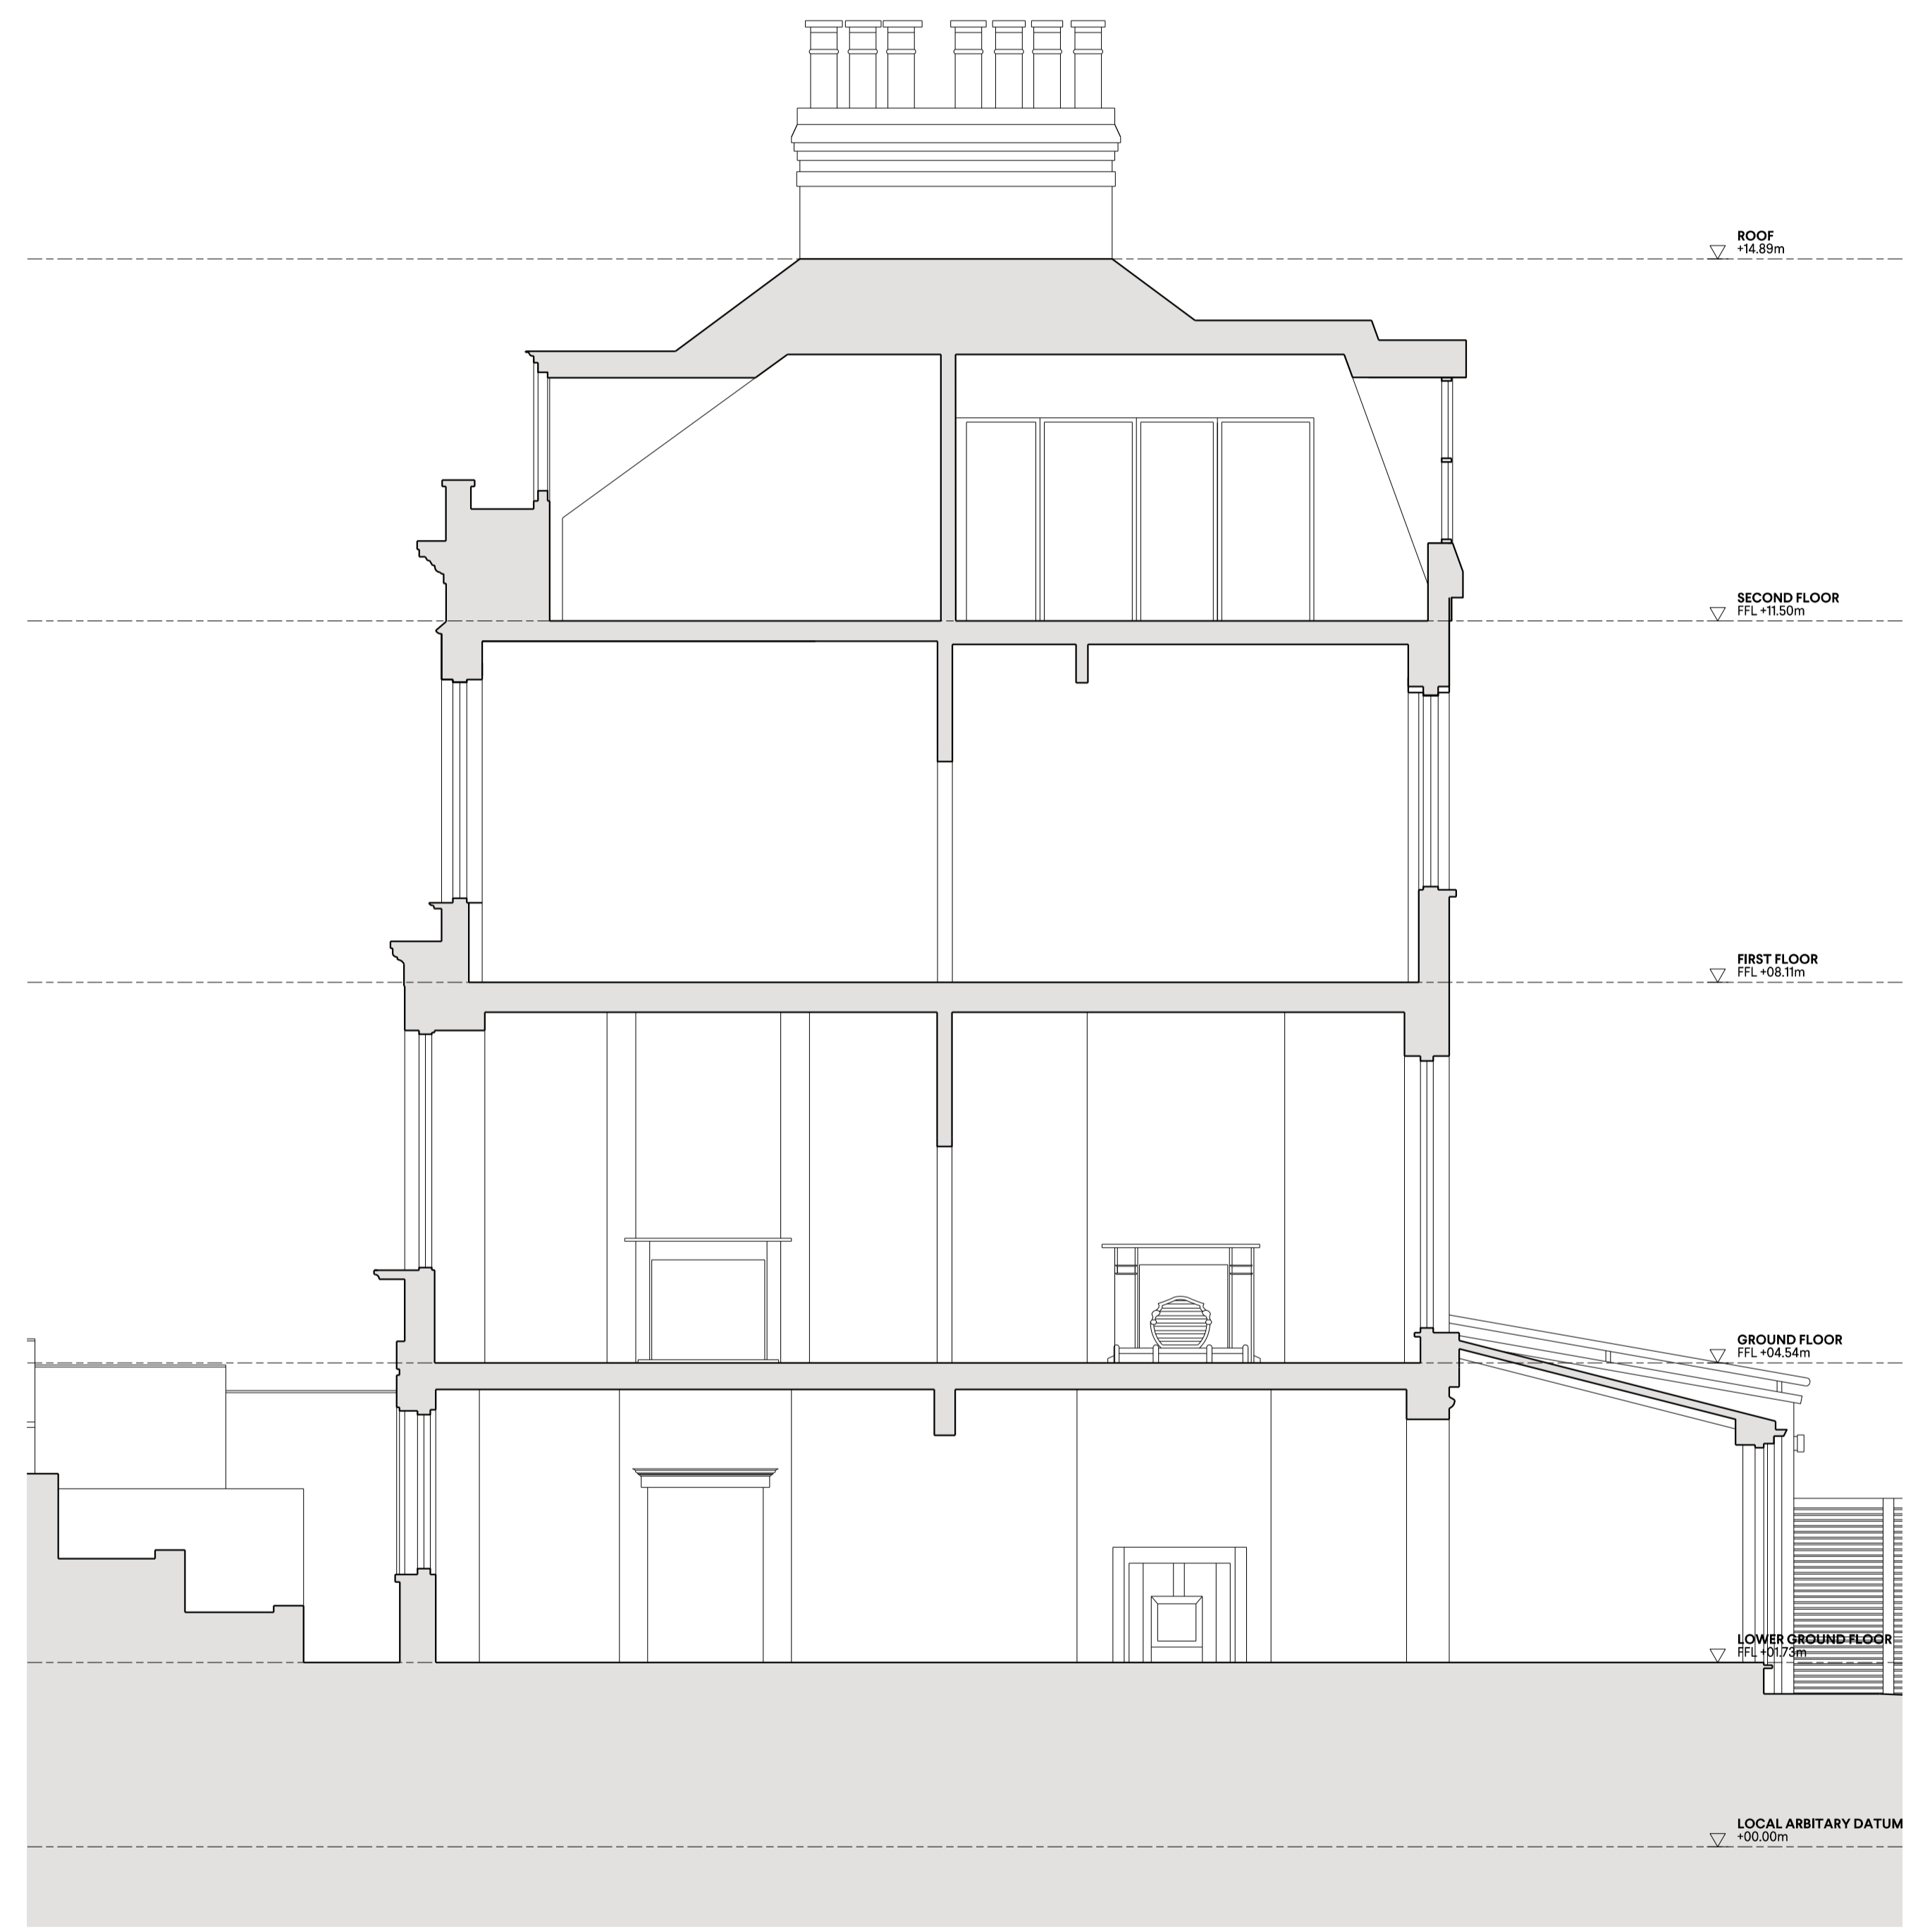 ROOF
+14.89m
SECOND FLOOR
FFL +11.50m
FIRST FLOOR
FFL +08.11m
GROUND FLOOR
FFL +04.54m
LOWER GROUND FLOOR
FFL +01.73m
LOCAL ARBITARY DATUM
+00.00m